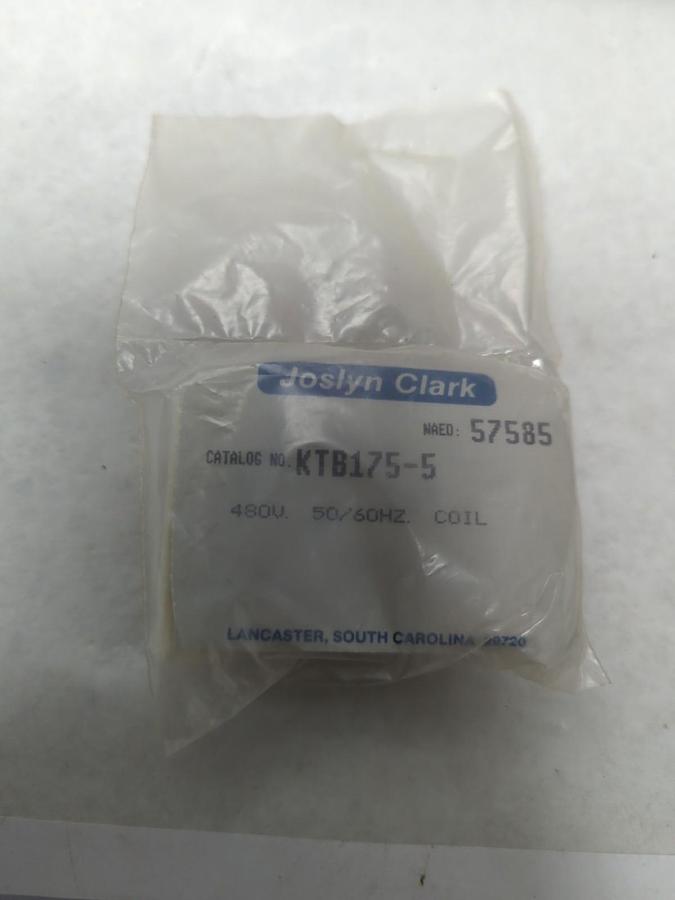 Joslyn Clark
NAED: 57585
CATALOG NO. KTB175-5
480V. 50/60HZ. COIL
LANCASTER, SOUTH CAROLINA 29720